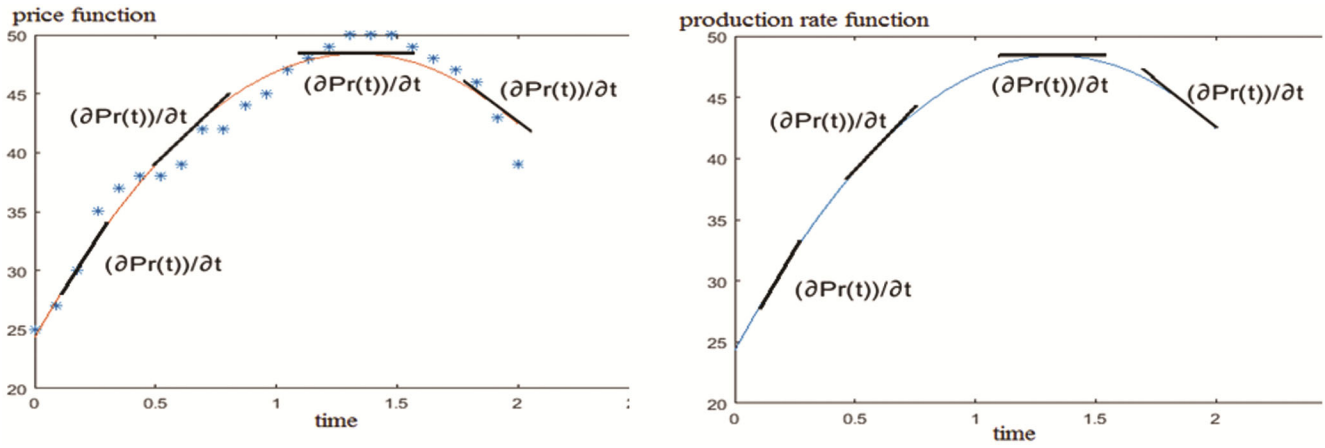 price function
50
45
40
35
30
25
20
(∂Pr(t))/∂t
(∂Pr(t))/∂t
(∂Pr(t))/∂t
(∂Pr(t))/∂t
0 0.5 1 1.5 2
time
production rate function
50
45
40
35
30
25
20
(∂Pr(t))/∂t
(∂Pr(t))/∂t
(∂Pr(t))/∂t
(∂Pr(t))/∂t
0 0.5 1 1.5 2
time